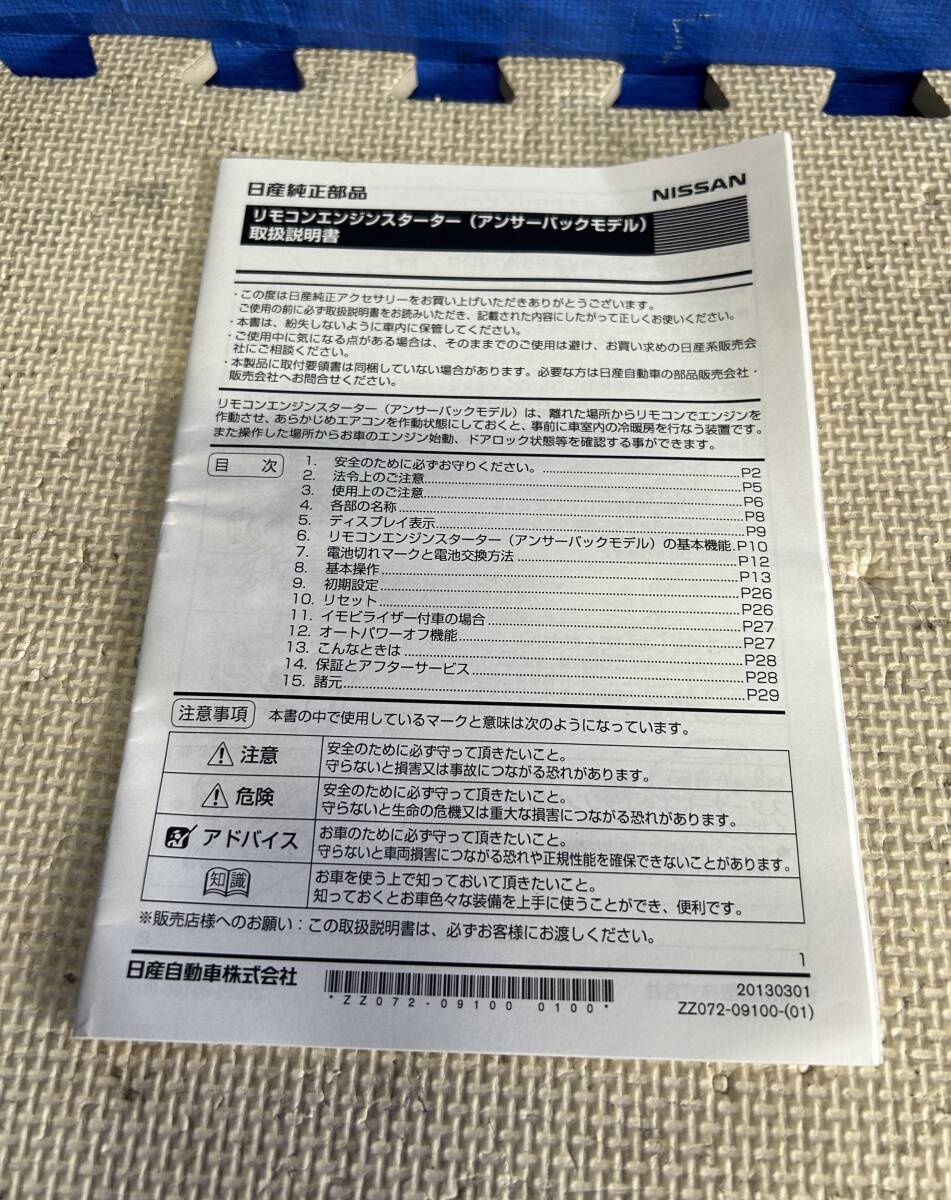 日産純正部品
NISSAN
リモコンエンジンスターター（アンサーバックモデル）
取扱説明書
・この度は日産純正アクセサリーをお買い上げいただきありがとうございます。
ご使用の前に必ず取扱説明書をお読みいただき、記載された内容にしたがって正しくお使いください。
・本書は、紛失しないように車内に保管してください。
・ご使用中に気になる点がある場合は、そのままでのご使用は避け、お買い求めの日産系販売会
社にご相談ください。
・本製品に取付要領書は同梱していない場合があります。必要な方は日産自動車の部品販売会社・
販売会社へお問合せください。
リモコンエンジンスターター（アンサーバックモデル）は、離れた場所からリモコンでエンジンを
作動させ、あらかじめエアコンを作動状態にしておくと、事前に車室内の冷暖房を行なう装置です。
また操作した場所からお車のエンジン始動、ドアロック状態等を確認する事ができます。
目 次
1. 安全のために必ずお守りください。 P2
2. 法令上のご注意 P5
3. 使用上のご注意 P6
4. 各部の名称 P8
5. ディスプレイ表示 P9
6. リモコンエンジンスターター（アンサーバックモデル）の基本機能 P10
7. 電池切れマークと電池交換方法 P12
8. 基本操作 P13
9. 初期設定 P26
10. リセット P26
11. イモビライザー付車の場合 P27
12. オートパワーオフ機能 P27
13. こんなときは P28
14. 保証とアフターサービス P28
15. 諸元 P29
注意事項 本書の中で使用しているマークと意味は次のようになっています。
注意 安全のために必ず守って頂きたいこと。
守らないと損害又は事故につながる恐れがあります。
危険 安全のために必ず守って頂きたいこと。
守らないと生命の危機又は重大な損害につながる恐れがあります。
アドバイス お車のために必ず守って頂きたいこと。
守らないと車両損害につながる恐れや正規性能を確保できないことがあります。
知識 お車を使う上で知っておいて頂きたいこと。
知っておくとお車色々な装備を上手に使うことができ、便利です。
※販売店様へのお願い：この取扱説明書は、必ずお客様にお渡しください。
1
日産自動車株式会社
*ZZ072-09100 0100*
20130301
ZZ072-09100-(01)